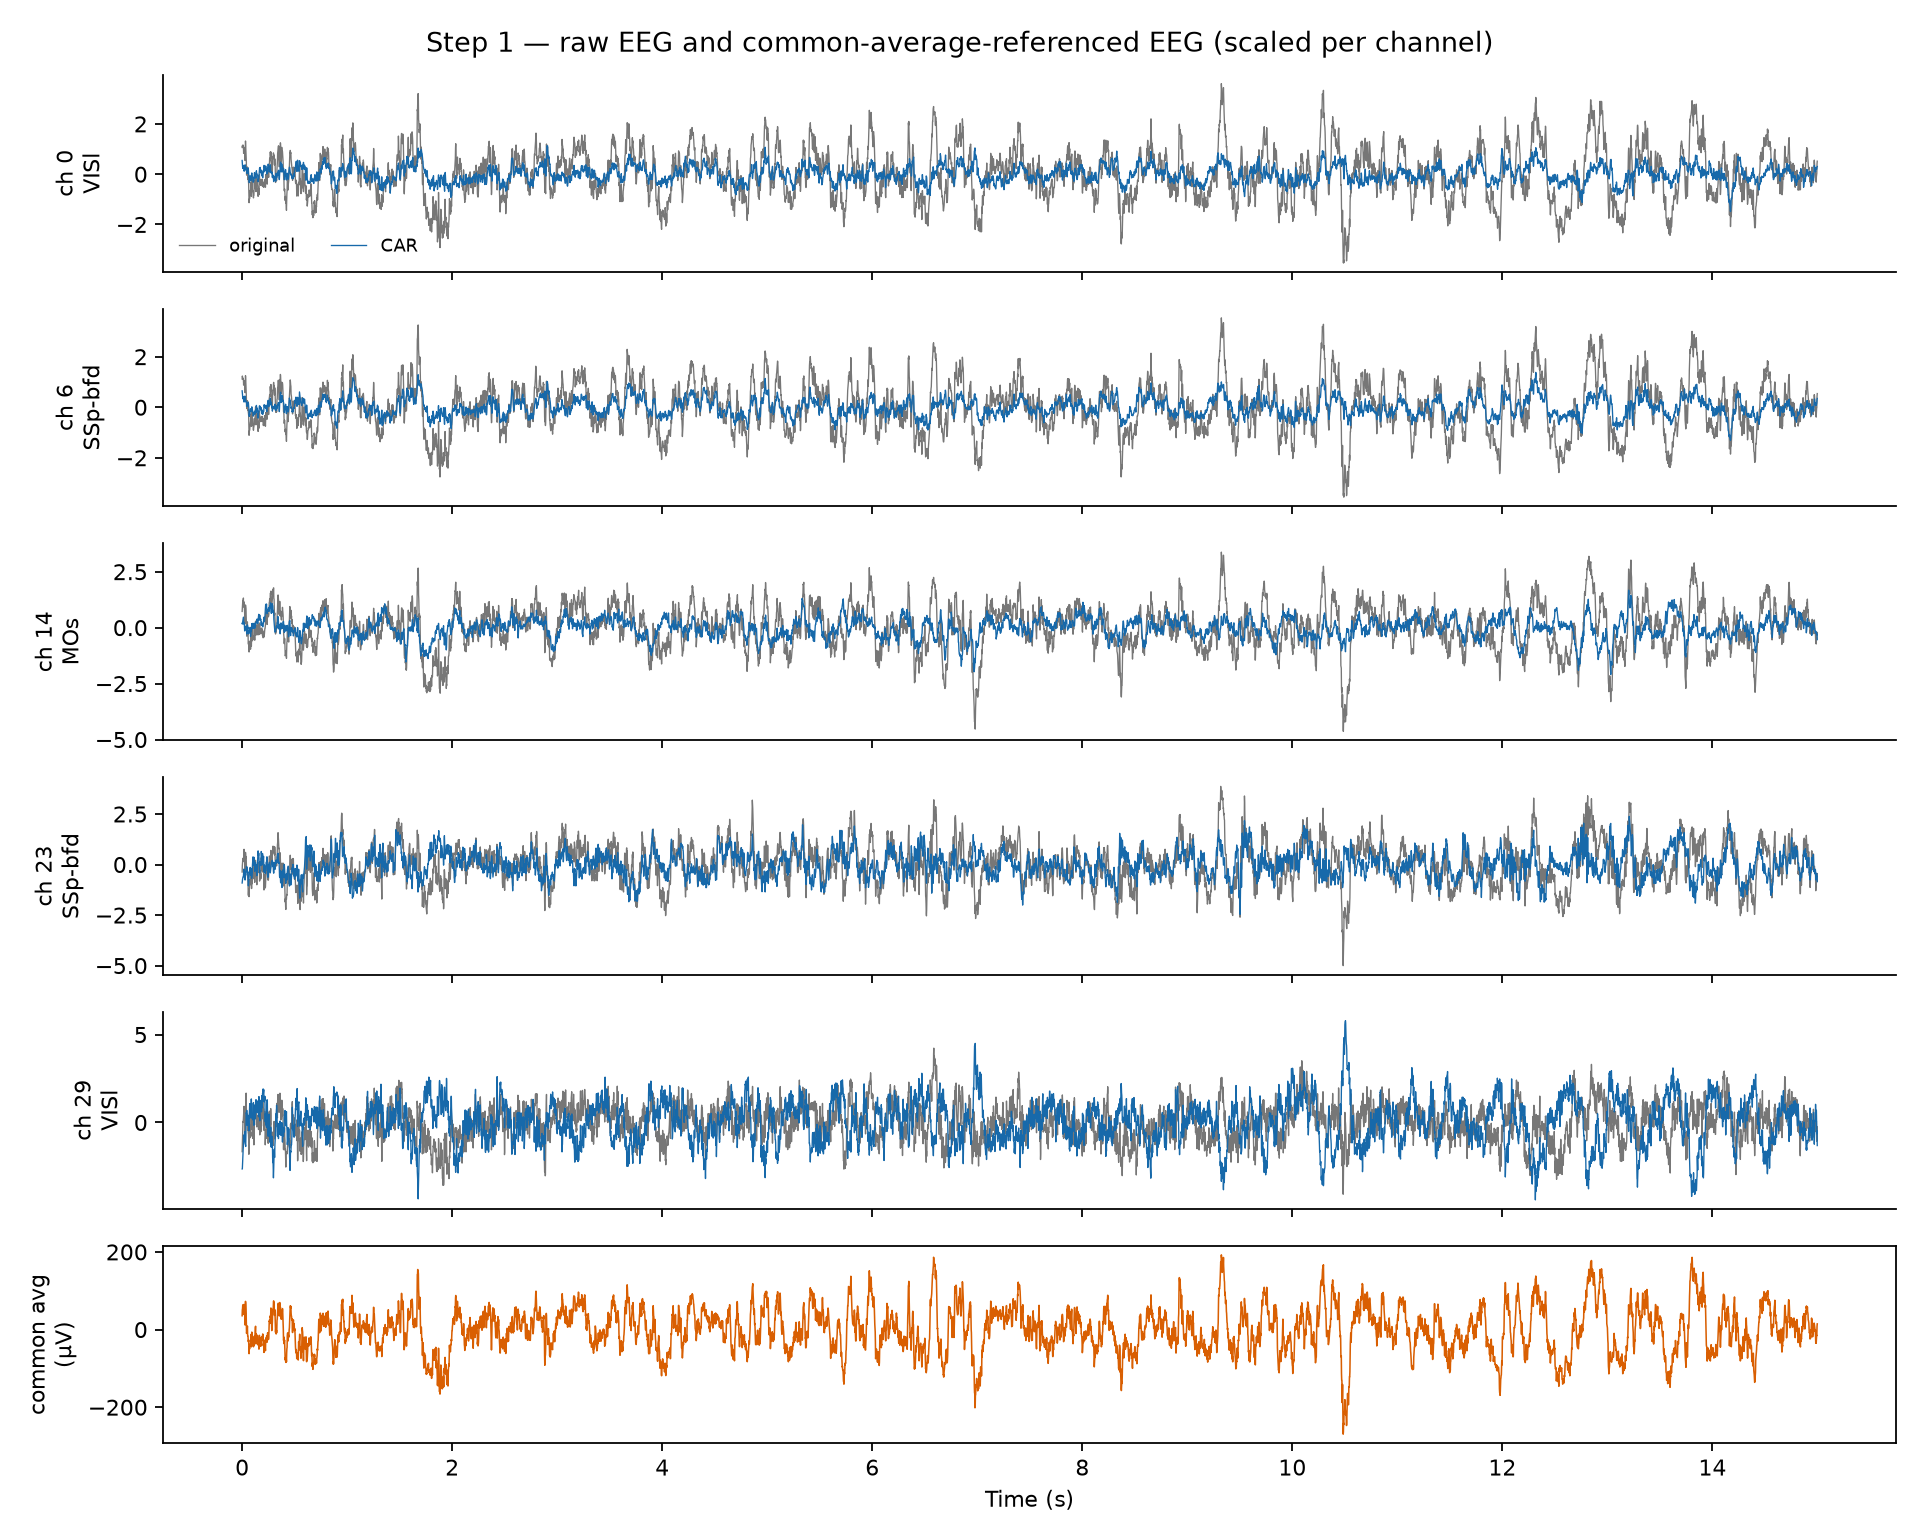 Step 1 — raw EEG and common-average-referenced EEG (scaled per channel)
ch 0
VISl
2
0
−2
original
CAR
ch 6
SSp-bfd
2
0
−2
ch 14
MOs
2.5
0.0
−2.5
−5.0
ch 23
SSp-bfd
2.5
0.0
−2.5
−5.0
ch 29
VISl
5
0
common avg
(µV)
200
0
−200
0 2 4 6 8 10 12 14
Time (s)